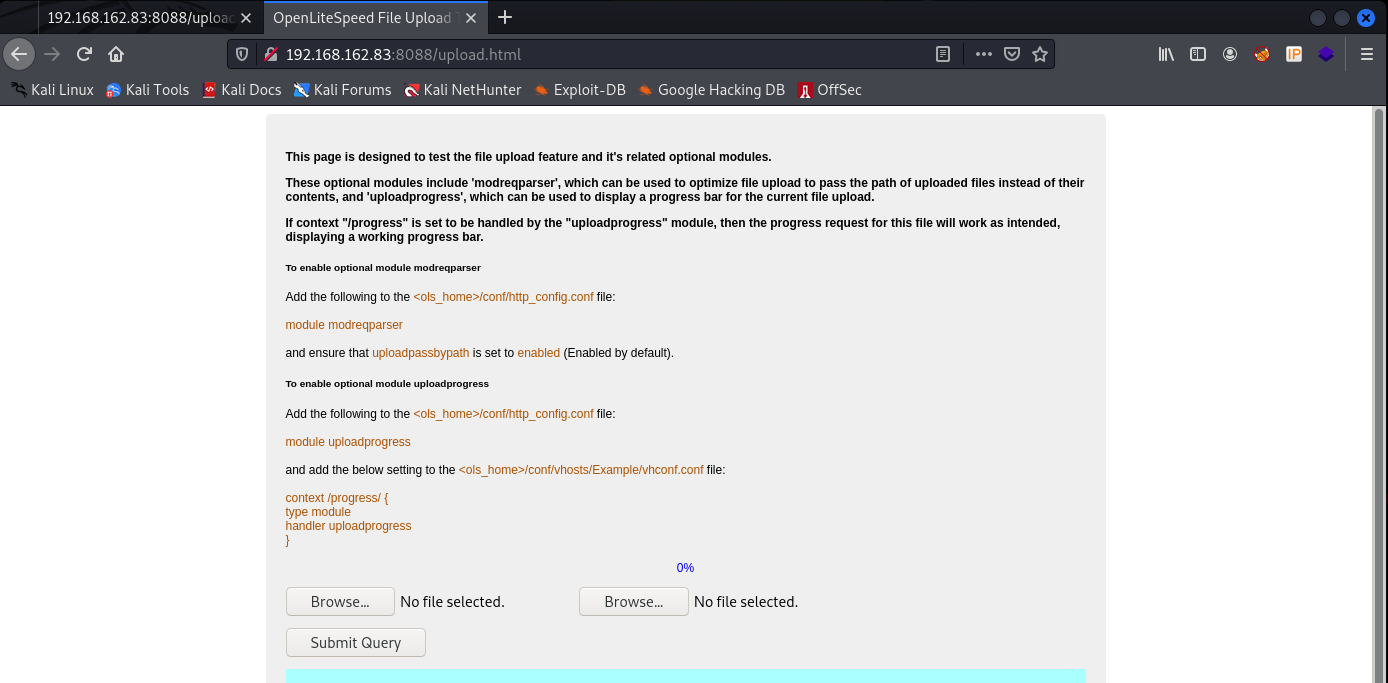 192.168.162.83:8088/upload
OpenLiteSpeed File Upload T
192.168.162.83:8088/upload.html
Kali Linux Kali Tools Kali Docs Kali Forums Kali NetHunter Exploit-DB Google Hacking DB OffSec
This page is designed to test the file upload feature and it's related optional modules.
These optional modules include 'modreqparser', which can be used to optimize file upload to pass the path of uploaded files instead of their
contents, and 'uploadprogress', which can be used to display a progress bar for the current file upload.
If context "/progress" is set to be handled by the "uploadprogress" module, then the progress request for this file will work as intended,
displaying a working progress bar.
To enable optional module modreqparser
Add the following to the <ols_home>/conf/http_config.conf file:
module modreqparser
and ensure that uploadpassbypath is set to enabled (Enabled by default).
To enable optional module uploadprogress
Add the following to the <ols_home>/conf/http_config.conf file:
module uploadprogress
and add the below setting to the <ols_home>/conf/vhosts/Example/vhconf.conf file:
context /progress/ {
type module
handler uploadprogress
}
0%
Browse... No file selected. Browse... No file selected.
Submit Query